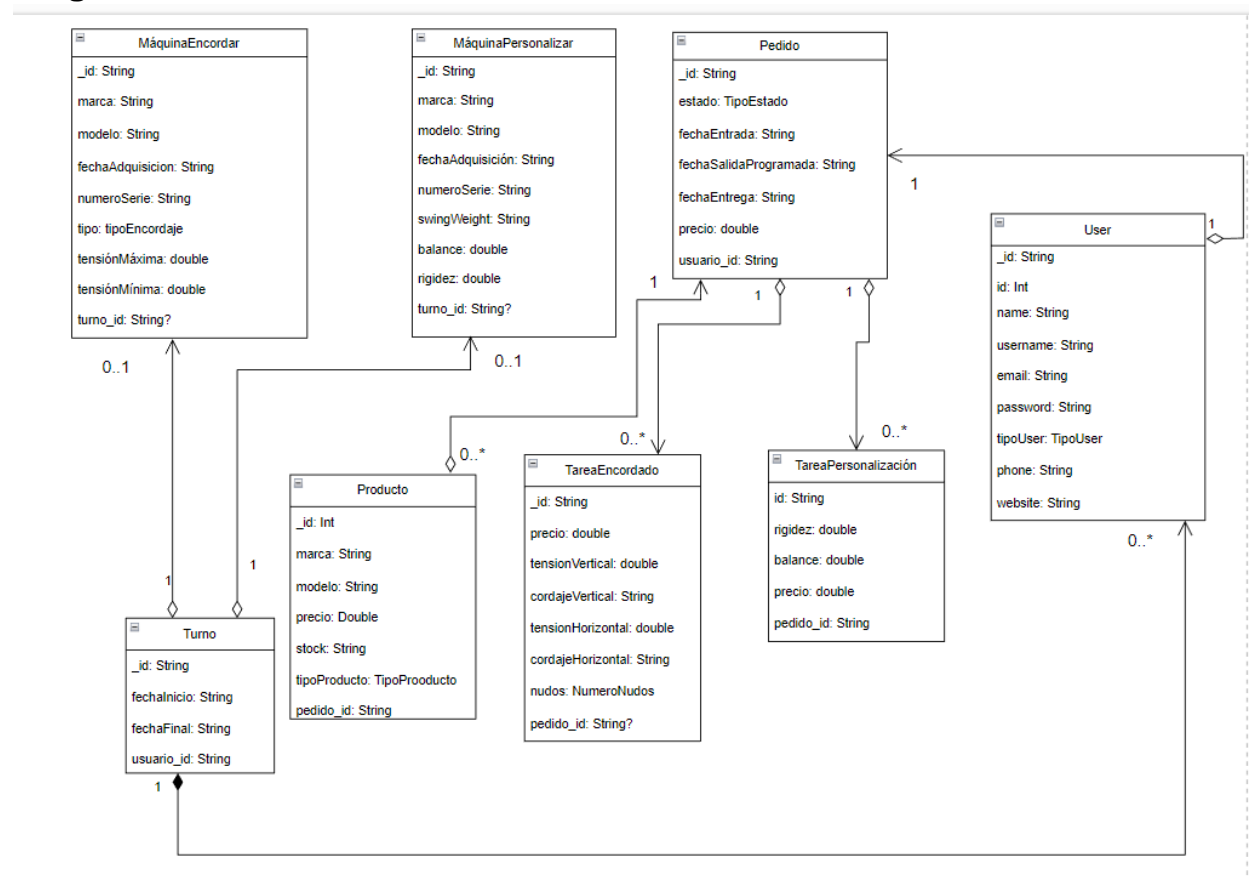 MáquinaEncordar
_id: String
marca: String
modelo: String
fechaAdquisicion: String
numeroSerie: String
tipo: tipoEncordaje
tensiónMáxima: double
tensiónMínima: double
turno_id: String?
0..1
MáquinaPersonalizar
_id: String
marca: String
modelo: String
fechaAdquisición: String
numeroSerie: String
swingWeight: String
balance: double
rigidez: double
turno_id: String?
0..1
Pedido
_id: String
estado: TipoEstado
fechaEntrada: String
fechaSalidaProgramada: String
fechaEntrega: String
precio: double
usuario_id: String
1
1
1
1
1
User
_id: String
id: Int
name: String
username: String
email: String
password: String
tipoUser: TipoUser
phone: String
website: String
0..*
Producto
_id: Int
marca: String
modelo: String
precio: Double
stock: String
tipoProducto: TipoProoducto
pedido_id: String
0..*
TareaEncordado
_id: String
precio: double
tensionVertical: double
cordajeVertical: String
tensionHorizontal: double
cordajeHorizontal: String
nudos: NumeroNudos
pedido_id: String?
0..*
TareaPersonalización
id: String
rigidez: double
balance: double
precio: double
pedido_id: String
0..*
1
1
Turno
_id: String
fechaInicio: String
fechaFinal: String
usuario_id: String
1